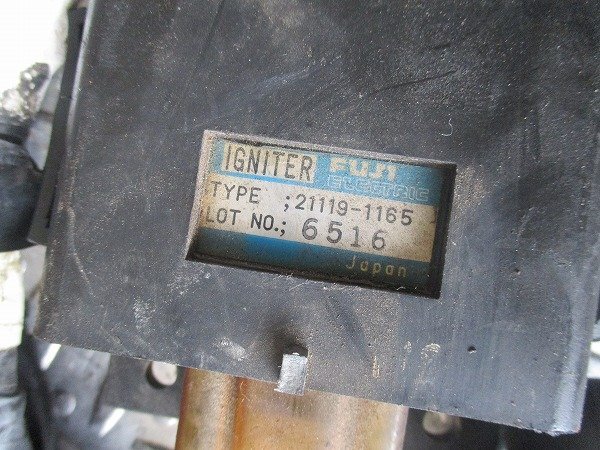 IGNITER FUJI
ELECTRIC
TYPE ;21119-1165
LOT NO.; 6516
Japan